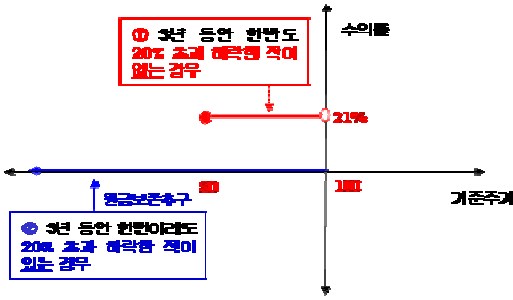 ① 3년 동안 한번도
20% 초과 하락한 적이
없는 경우
수익률
21%
80
100
원금보존추구
기준주가
② 3년 동안 한번이라도
20% 초과 하락한 적이
있는 경우